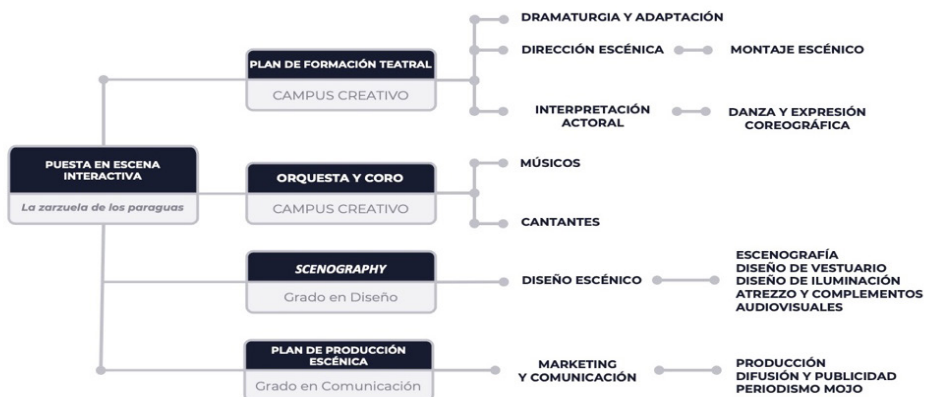 DRAMATURGIA Y ADAPTACIÓN
PLAN DE FORMACIÓN TEATRAL
CAMPUS CREATIVO
DIRECCIÓN ESCÉNICA
MONTAJE ESCÉNICO
INTERPRETACIÓN
ACTORAL
DANZA Y EXPRESIÓN
COREOGRÁFICA
PUESTA EN ESCENA
INTERACTIVA
La zarzuela de los paraguas
ORQUESTA Y CORO
CAMPUS CREATIVO
MÚSICOS
CANTANTES
SCENOGRAPHY
Grado en Diseño
DISEÑO ESCÉNICO
ESCENOGRAFÍA
DISEÑO DE VESTUARIO
DISEÑO DE ILUMINACIÓN
ATREZZO Y COMPLEMENTOS
AUDIOVISUALES
PLAN DE PRODUCCIÓN
ESCÉNICA
Grado en Comunicación
MARKETING
Y COMUNICACIÓN
PRODUCCIÓN
DIFUSIÓN Y PUBLICIDAD
PERIODISMO MOJO